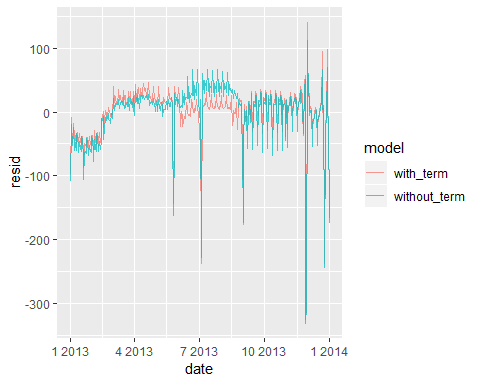 100
0
-100
-200
-300
resid
1 2013
4 2013
7 2013
10 2013
1 2014
date
model
with_term
without_term